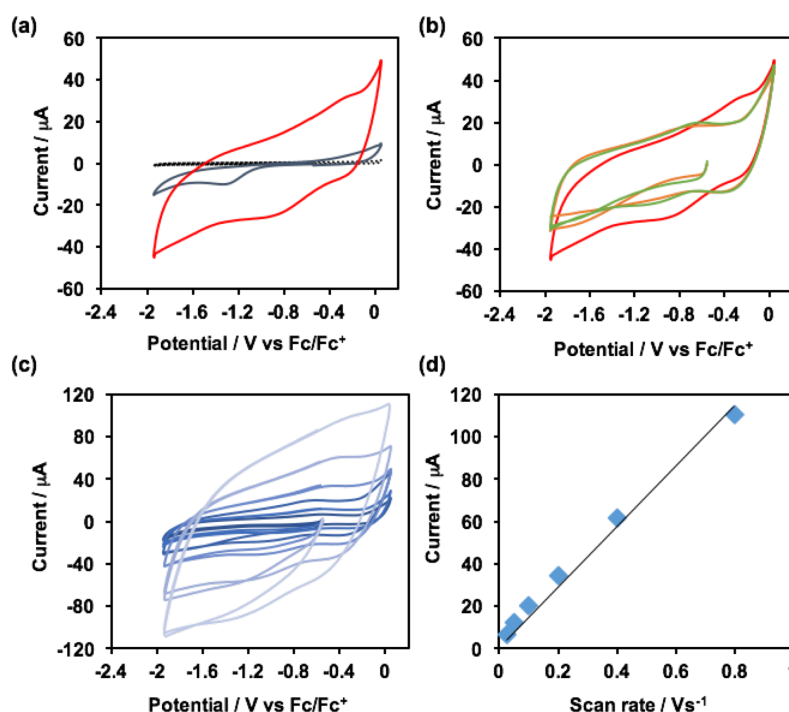 (a)
60
40
20
0
-20
-40
-60
-2.4 -2 -1.6 -1.2 -0.8 -0.4 0
Current / μA
Potential / V vs Fc/Fc⁺
(b)
60
40
20
0
-20
-40
-60
-2.4 -2 -1.6 -1.2 -0.8 -0.4 0
Current / μA
Potential / V vs Fc/Fc⁺
(c)
120
80
40
0
-40
-80
-120
-2.4 -2 -1.6 -1.2 -0.8 -0.4 0
Current / μA
Potential / V vs Fc/Fc⁺
(d)
120
100
80
60
40
20
0
0 0.2 0.4 0.6 0.8
Current / μA
Scan rate / Vs⁻¹